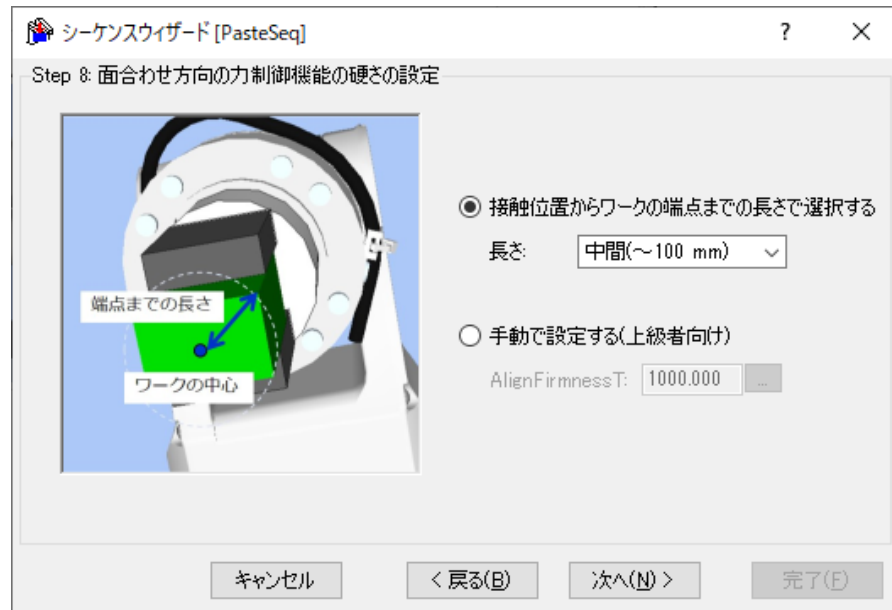 シーケンスウィザード [PasteSeq]
?
Step 8: 面合わせ方向の力制御機能の硬さの設定
端点までの長さ
ワークの中心
接触位置からワークの端点までの長さで選択する
長さ: 中間(～100 mm)
手動で設定する(上級者向け)
AlignFirmnessT: 1000.000 ...
キャンセル < 戻る(B) 次へ(N) > 完了(F)